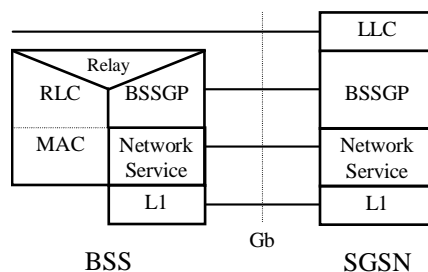 LLC
Relay
RLC
BSSGP
BSSGP
MAC
Network
Service
Network
Service
L1
L1
Gb
BSS
SGSN